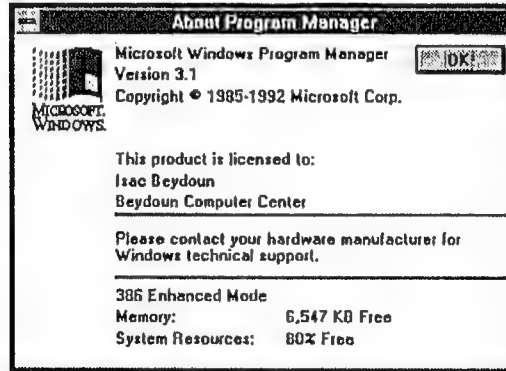 About Program Manager
Microsoft Windows Program Manager
OK
Version 3.1
Copyright © 1985-1992 Microsoft Corp.
MICROSOFT.
WINDOWS.
This product is licensed to:
Isac Beydoun
Beydoun Computer Center
Please contact your hardware manufacturer for
Windows technical support.
386 Enhanced Mode
Memory: 6,547 KB Free
System Resources: 80% Free